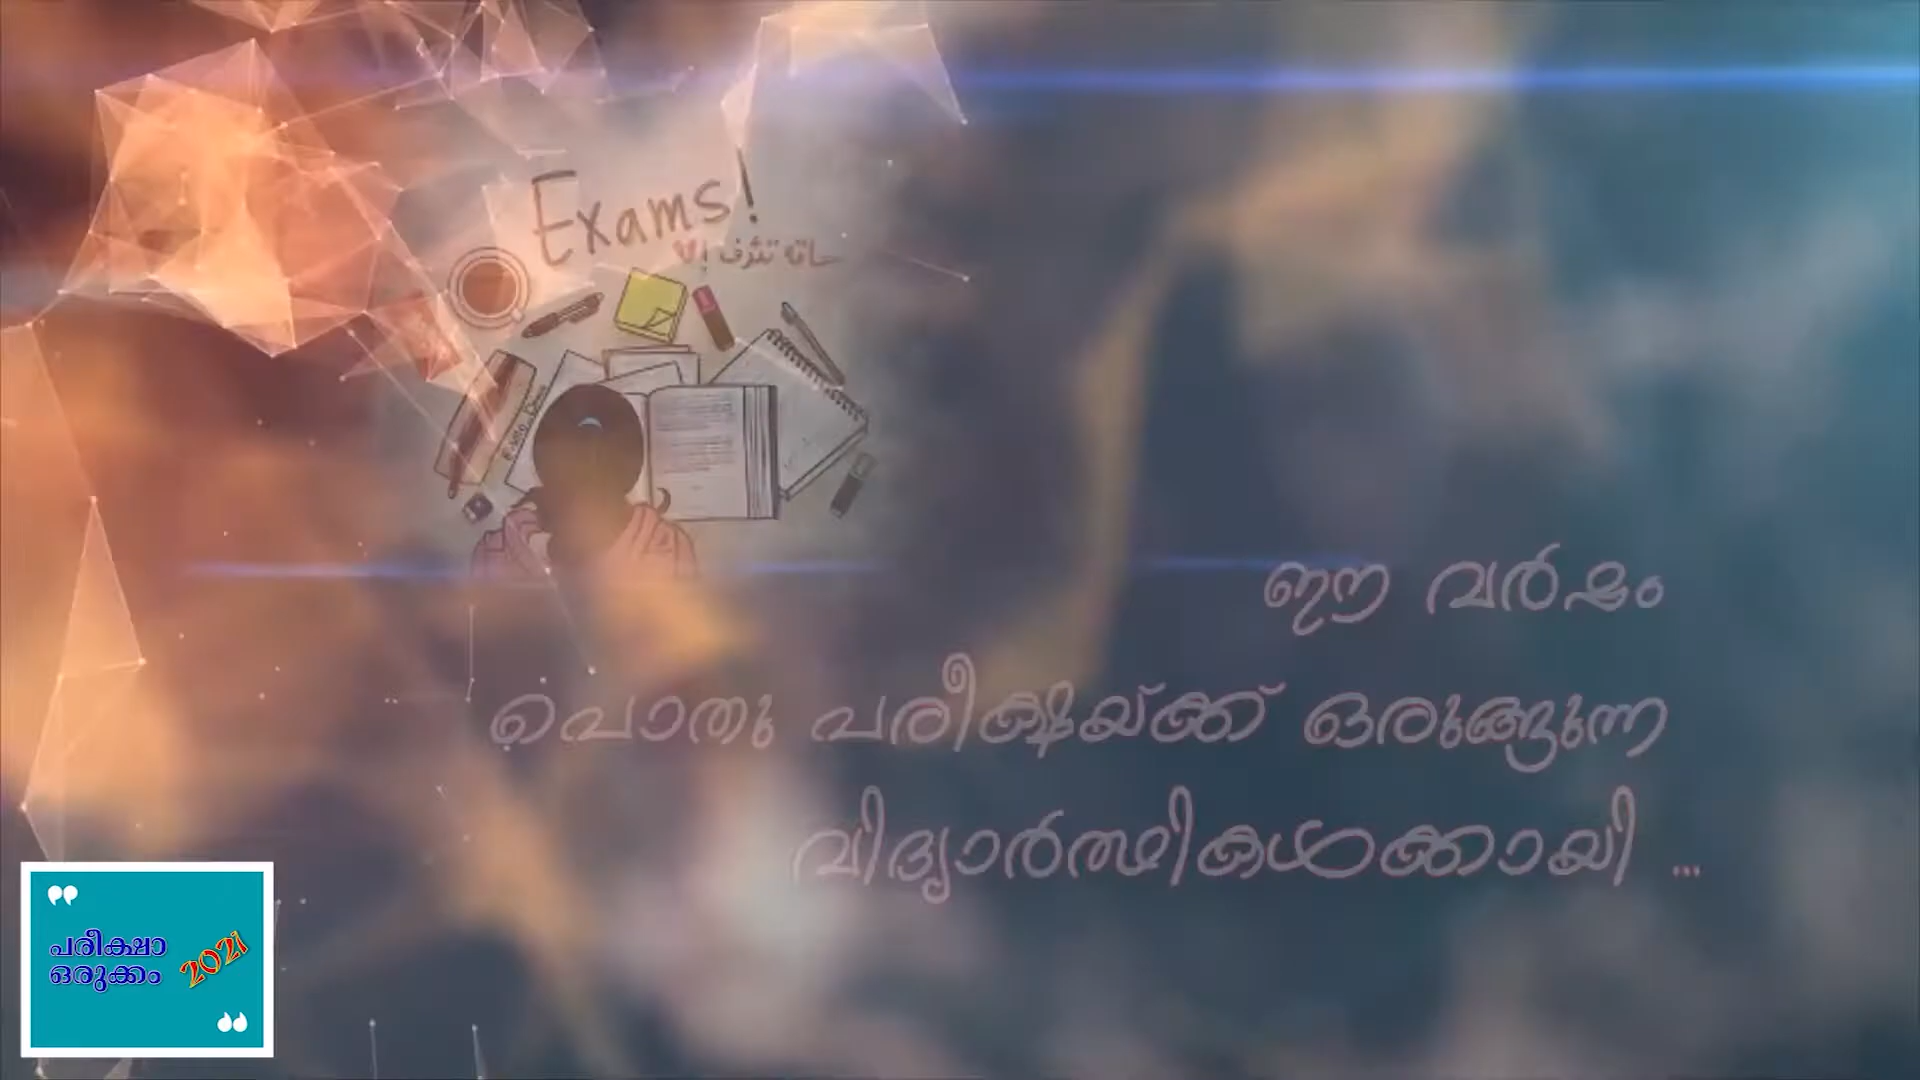 Exams!
ഈ വർഷം
പൊതു പരീക്ഷയ്ക്ക് ഒരുങ്ങുന്ന
വിദ്യാർത്ഥികൾക്കായി ...
പരീക്ഷാ
ഒരുക്കം 2021